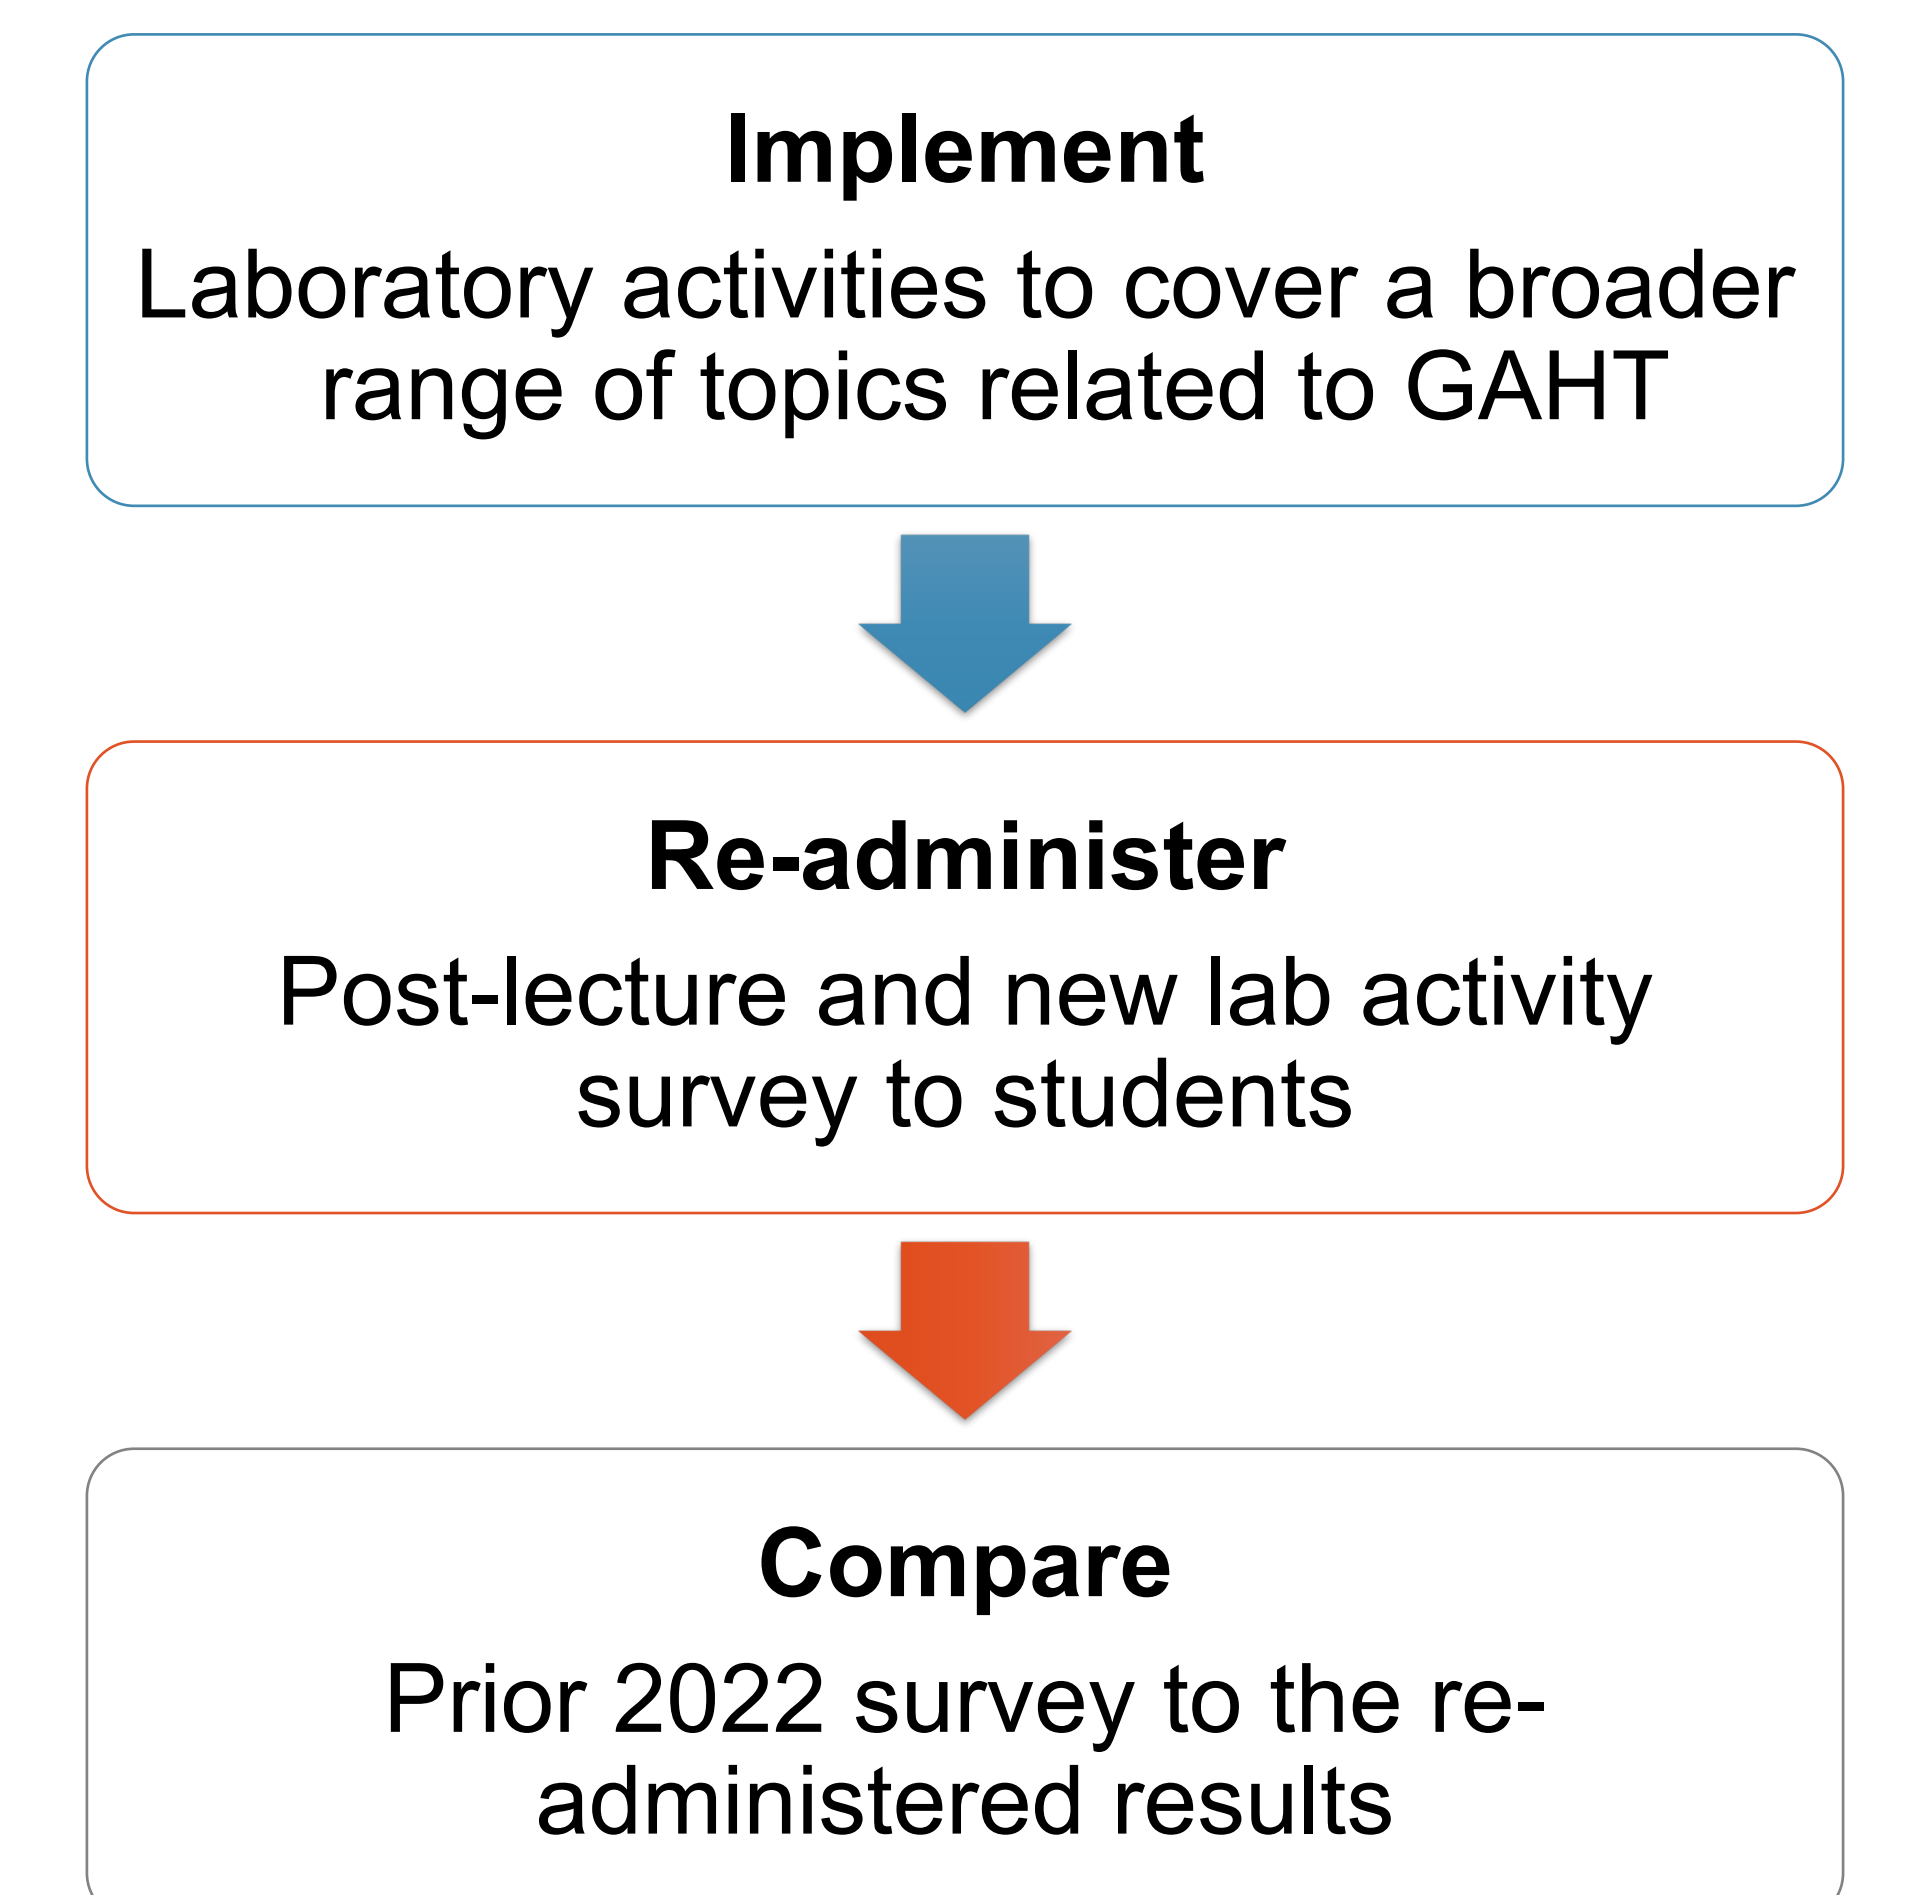 Implement
Laboratory activities to cover a broader
range of topics related to GAHT
Re-administer
Post-lecture and new lab activity
survey to students
Compare
Prior 2022 survey to the re-
administered results